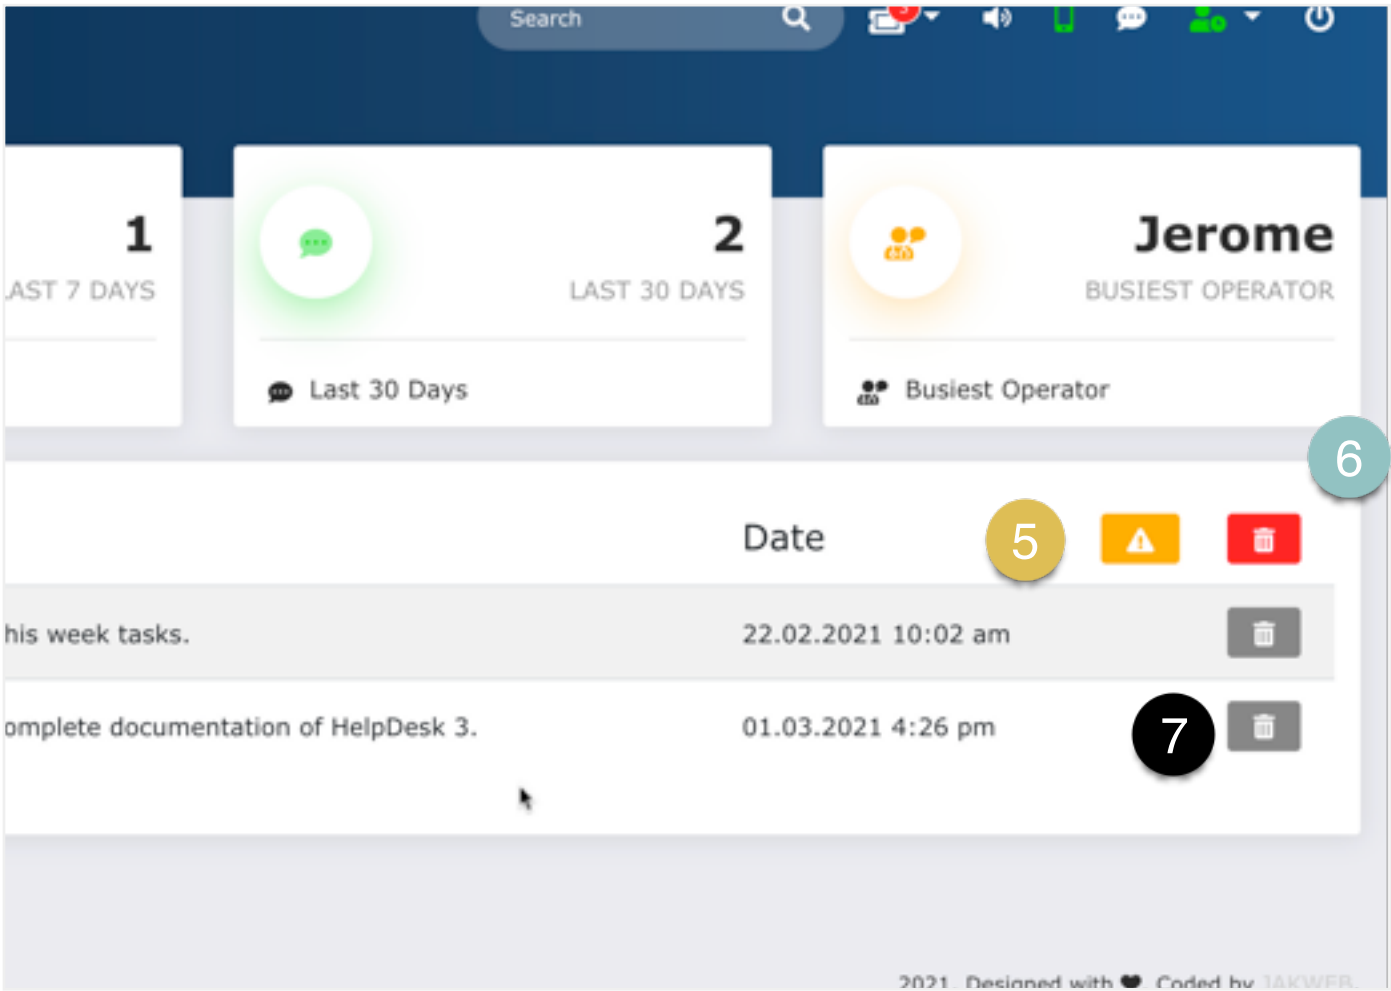 Search
1
2
Jerome
AST 7 DAYS
LAST 30 DAYS
BUSIEST OPERATOR
Last 30 Days
Busiest Operator
6
Date
5
his week tasks.
22.02.2021 10:02 am
omplete documentation of HelpDesk 3.
01.03.2021 4:26 pm
7
2021. Designed with Coded by JAKWEB.